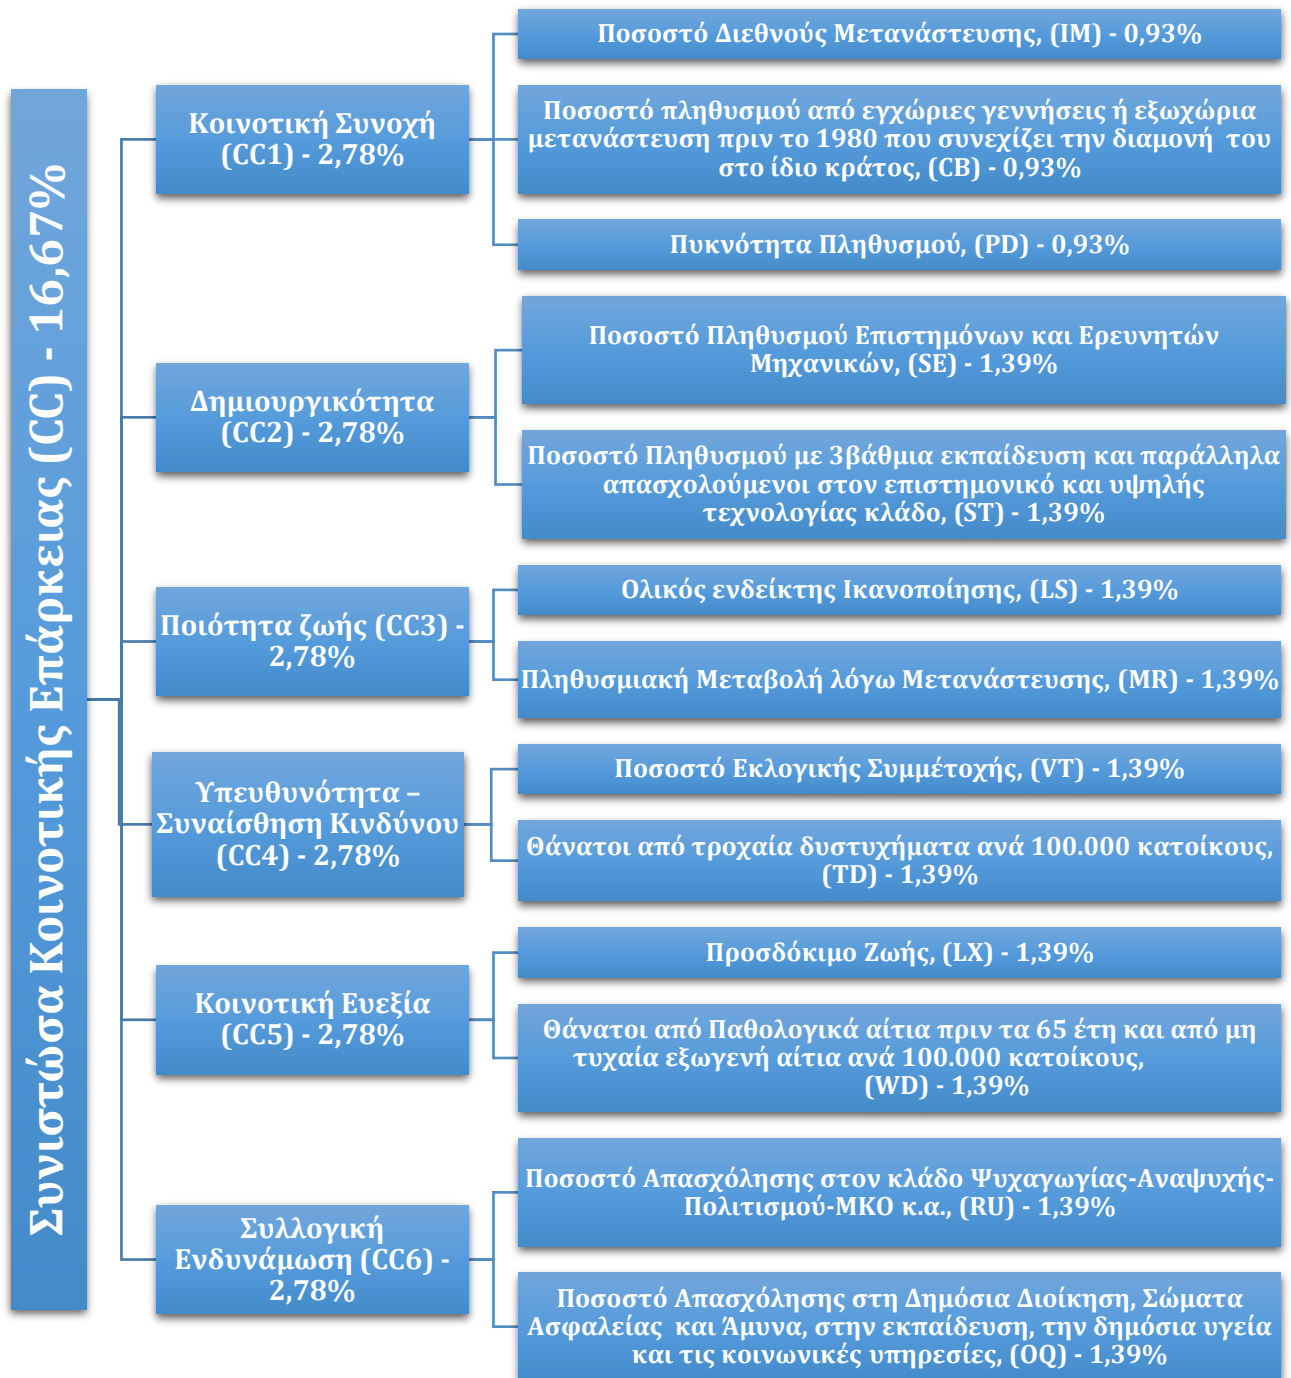 Συνιστώσα Κοινοτικής Επάρκειας (CC) - 16,67%
Κοινοτική Συνοχή
(CC1) - 2,78%
Ποσοστό Διεθνούς Μετανάστευσης, (IM) - 0,93%
Ποσοστό πληθυσμού από εγχώριες γεννήσεις ή εξωχώρια
μετανάστευση πριν το 1980 που συνεχίζει την διαμονή του
στο ίδιο κράτος, (CB) - 0,93%
Πυκνότητα Πληθυσμού, (PD) - 0,93%
Δημιουργικότητα
(CC2) - 2,78%
Ποσοστό Πληθυσμού Επιστημόνων και Ερευνητών
Μηχανικών, (SE) - 1,39%
Ποσοστό Πληθυσμού με 3βάθμια εκπαίδευση και παράλληλα
απασχολούμενοι στον επιστημονικό και υψηλής
τεχνολογίας κλάδο, (ST) - 1,39%
Ποιότητα ζωής (CC3) -
2,78%
Ολικός ενδείκτης Ικανοποίησης, (LS) - 1,39%
Πληθυσμιακή Μεταβολή λόγω Μετανάστευσης, (MR) - 1,39%
Υπευθυνότητα –
Συναίσθηση Κινδύνου
(CC4) - 2,78%
Ποσοστό Εκλογικής Συμμέτοχής, (VT) - 1,39%
Θάνατοι από τροχαία δυστυχήματα ανά 100.000 κατοίκους,
(TD) - 1,39%
Κοινοτική Ευεξία
(CC5) - 2,78%
Προσδόκιμο Ζωής, (LX) - 1,39%
Θάνατοι από Παθολογικά αίτια πριν τα 65 έτη και από μη
τυχαία εξωγενή αίτια ανά 100.000 κατοίκους,
(WD) - 1,39%
Συλλογική
Ενδυνάμωση (CC6) -
2,78%
Ποσοστό Απασχόλησης στον κλάδο Ψυχαγωγίας-Αναψυχής-
Πολιτισμού-ΜΚΟ κ.α., (RU) - 1,39%
Ποσοστό Απασχόλησης στη Δημόσια Διοίκηση, Σώματα
Ασφαλείας και Άμυνα, στην εκπαίδευση, την δημόσια υγεία
και τις κοινωνικές υπηρεσίες, (OQ) - 1,39%